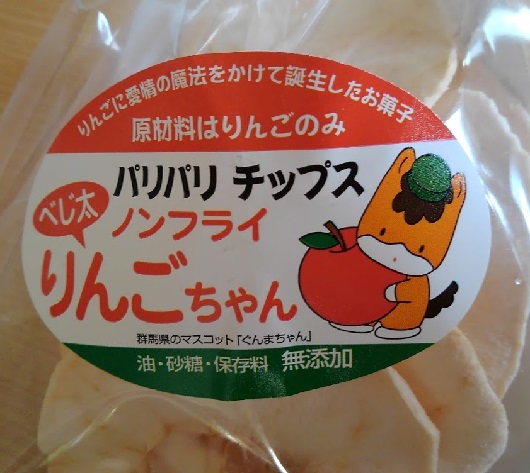 りんごに愛情の魔法をかけて誕生したお菓子
原材料はりんごのみ
パリパリ チップス
べじ太
ノンフライ
りんごちゃん
群馬県のマスコット「ぐんまちゃん」
油・砂糖・保存料 無添加